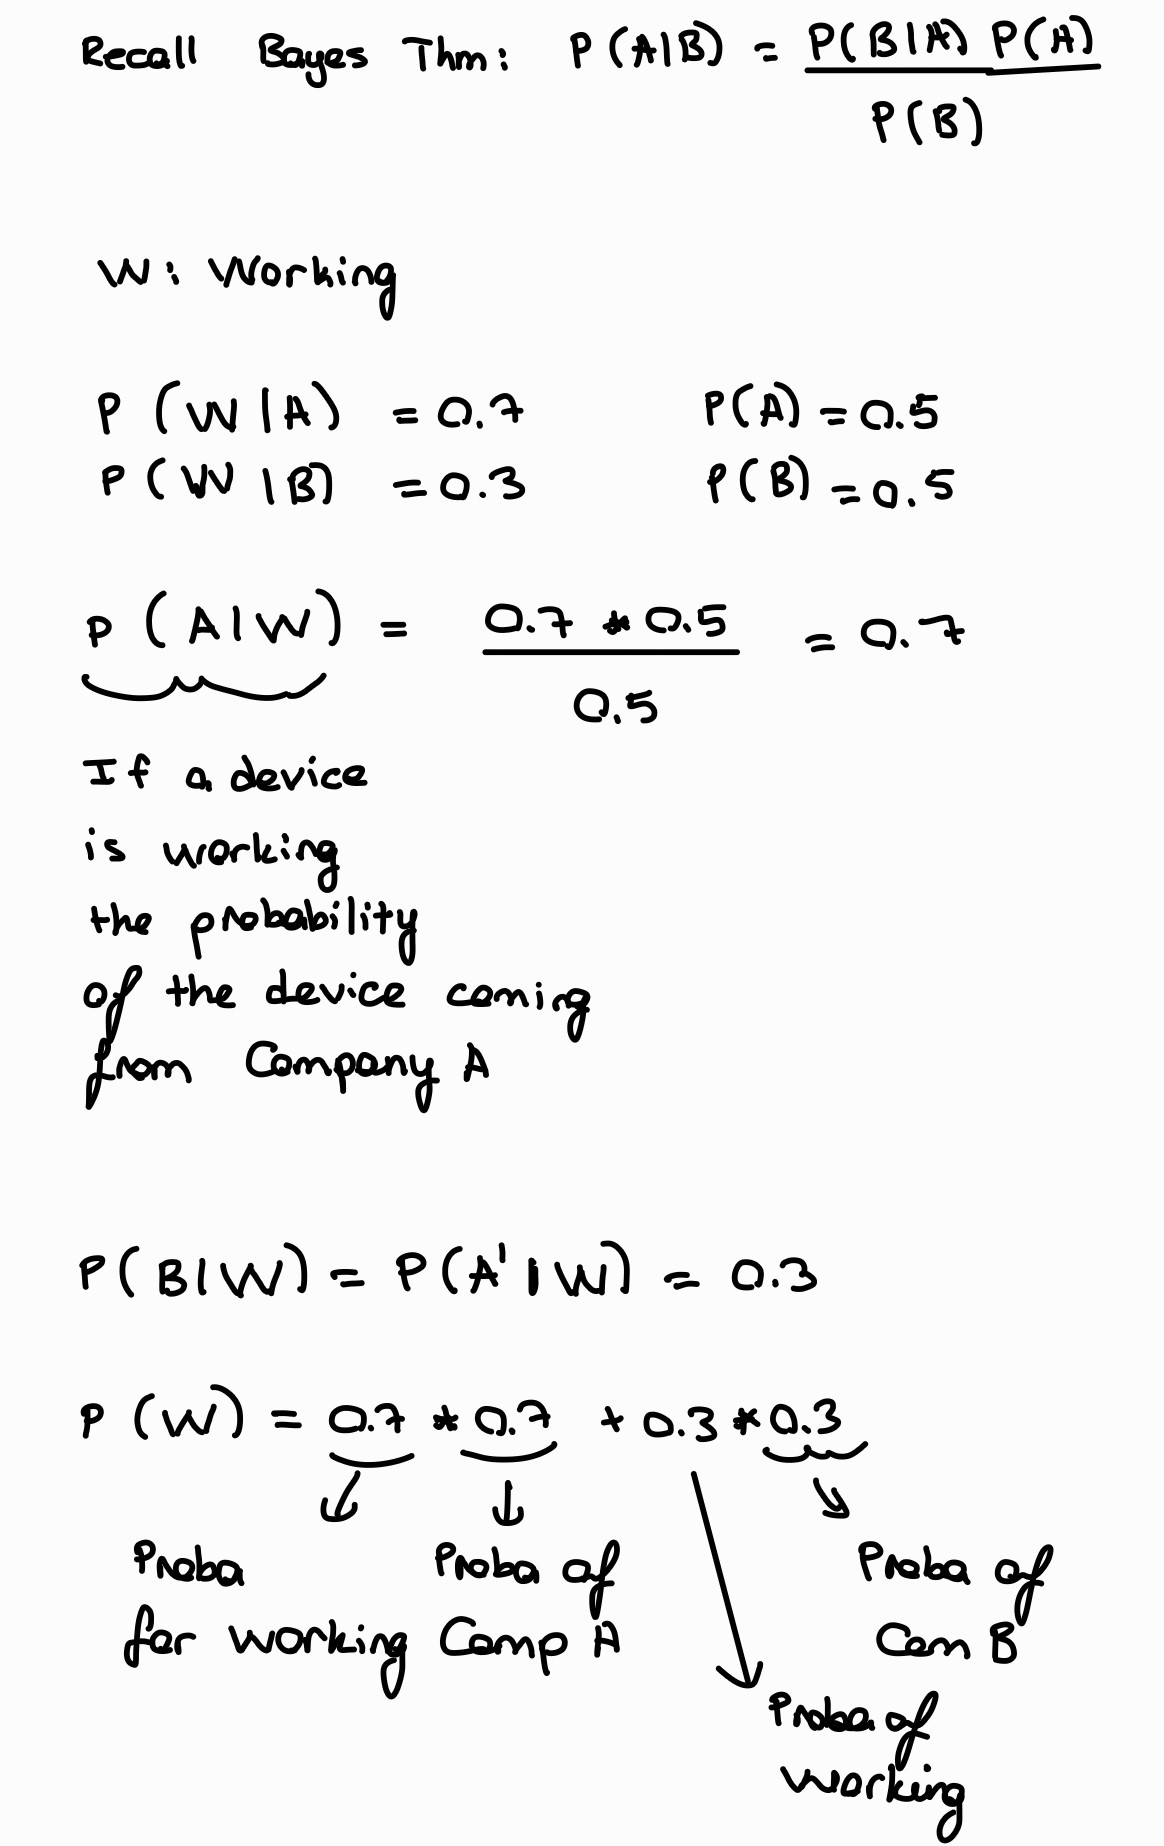 Recall Bayes Thm: P(A|B) = P(B|A) P(A)
P(B)
W: Working
P(W|A) = 0.7 P(A) = 0.5
P(W|B) = 0.3 P(B) = 0.5
P(A|W) = 0.7 * 0.5 = 0.7
0.5
If a device
is working
the probability
of the device coming
from Company A
P(B|W) = P(A'|W) = 0.3
P(W) = 0.7 * 0.7 + 0.3 * 0.3
Proba Proba of Proba of
for working Comp A Com B
Proba of
working